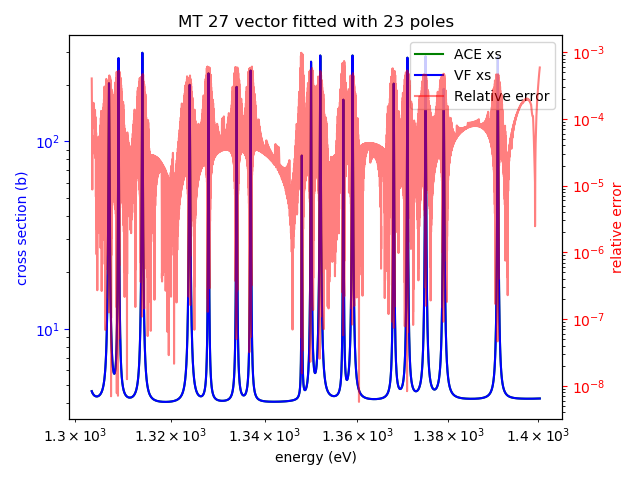 MT 27 vector fitted with 23 poles
ACE xs
VF xs
Relative error
cross section (b)
10²
10¹
relative error
10⁻³
10⁻⁴
10⁻⁵
10⁻⁶
10⁻⁷
10⁻⁸
1.3 × 10³ 1.32 × 10³ 1.34 × 10³ 1.36 × 10³ 1.38 × 10³ 1.4 × 10³
energy (eV)